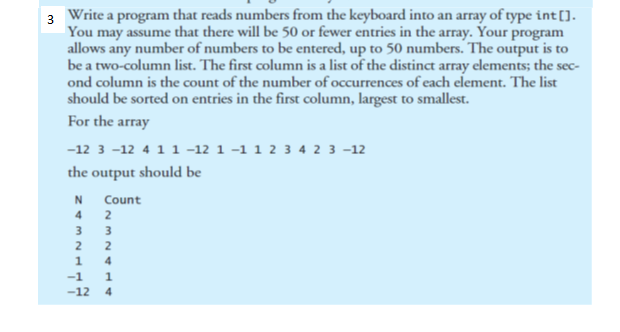 3 Write a program that reads numbers from the keyboard into an array of type int[].
You may assume that there will be 50 or fewer entries in the array. Your program
allows any number of numbers to be entered, up to 50 numbers. The output is to
be a two-column list. The first column is a list of the distinct array elements; the sec-
ond column is the count of the number of occurrences of each element. The list
should be sorted on entries in the first column, largest to smallest.
For the array
−12 3 −12 4 1 1 −12 1 −1 1 2 3 4 2 3 −12
the output should be
N Count
4 2
3 3
2 2
1 4
−1 1
−12 4